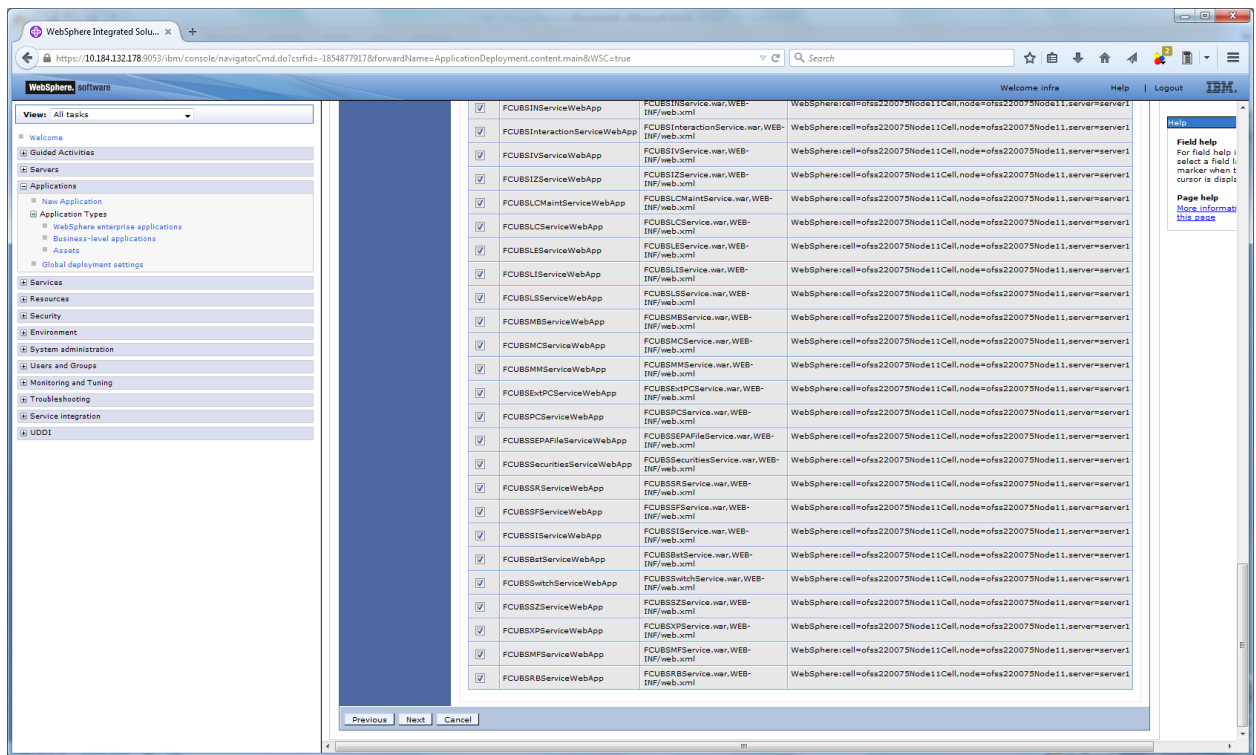 WebSphere Integrated Solu... × +
https://10.184.132.178:9053/ibm/console/navigatorCmd.do?csrfid=-1854877917&forwardName=ApplicationDeployment.content.main&WSC=true
Search
2
WebSphere. software
Welcome infra Help | Logout IBM.
View: All tasks
Welcome
Guided Activities
Servers
Applications
New Application
Application Types
WebSphere enterprise applications
Business-level applications
Assets
Global deployment settings
Services
Resources
Security
Environment
System administration
Users and Groups
Monitoring and Tuning
Troubleshooting
Service integration
UDDI
FCUBSINServiceWebApp FCUBSINService.war,WEB-INF/web.xml WebSphere:cell=ofss220075Node11Cell,node=ofss220075Node11,server=server1
FCUBSInteractionServiceWebApp FCUBSInteractionService.war,WEB-INF/web.xml WebSphere:cell=ofss220075Node11Cell,node=ofss220075Node11,server=server1
FCUBSIVServiceWebApp FCUBSIVService.war,WEB-INF/web.xml WebSphere:cell=ofss220075Node11Cell,node=ofss220075Node11,server=server1
FCUBSIZServiceWebApp FCUBSIZService.war,WEB-INF/web.xml WebSphere:cell=ofss220075Node11Cell,node=ofss220075Node11,server=server1
FCUBSLCMaintServiceWebApp FCUBSLCMaintService.war,WEB-INF/web.xml WebSphere:cell=ofss220075Node11Cell,node=ofss220075Node11,server=server1
FCUBSLCServiceWebApp FCUBSLCService.war,WEB-INF/web.xml WebSphere:cell=ofss220075Node11Cell,node=ofss220075Node11,server=server1
FCUBSLEServiceWebApp FCUBSLEService.war,WEB-INF/web.xml WebSphere:cell=ofss220075Node11Cell,node=ofss220075Node11,server=server1
FCUBSLIServiceWebApp FCUBSLIService.war,WEB-INF/web.xml WebSphere:cell=ofss220075Node11Cell,node=ofss220075Node11,server=server1
FCUBSLSServiceWebApp FCUBSLSService.war,WEB-INF/web.xml WebSphere:cell=ofss220075Node11Cell,node=ofss220075Node11,server=server1
FCUBSMBServiceWebApp FCUBSMBService.war,WEB-INF/web.xml WebSphere:cell=ofss220075Node11Cell,node=ofss220075Node11,server=server1
FCUBSMCServiceWebApp FCUBSMCService.war,WEB-INF/web.xml WebSphere:cell=ofss220075Node11Cell,node=ofss220075Node11,server=server1
FCUBSMMServiceWebApp FCUBSMMService.war,WEB-INF/web.xml WebSphere:cell=ofss220075Node11Cell,node=ofss220075Node11,server=server1
FCUBSExtPCServiceWebApp FCUBSExtPCService.war,WEB-INF/web.xml WebSphere:cell=ofss220075Node11Cell,node=ofss220075Node11,server=server1
FCUBSPCServiceWebApp FCUBSPCService.war,WEB-INF/web.xml WebSphere:cell=ofss220075Node11Cell,node=ofss220075Node11,server=server1
FCUBSSEPAFileServiceWebApp FCUBSSEPAFileService.war,WEB-INF/web.xml WebSphere:cell=ofss220075Node11Cell,node=ofss220075Node11,server=server1
FCUBSSecuritiesServiceWebApp FCUBSSecuritiesService.war,WEB-INF/web.xml WebSphere:cell=ofss220075Node11Cell,node=ofss220075Node11,server=server1
FCUBSSRServiceWebApp FCUBSSRService.war,WEB-INF/web.xml WebSphere:cell=ofss220075Node11Cell,node=ofss220075Node11,server=server1
FCUBSSFServiceWebApp FCUBSSFService.war,WEB-INF/web.xml WebSphere:cell=ofss220075Node11Cell,node=ofss220075Node11,server=server1
FCUBSSIServiceWebApp FCUBSSIService.war,WEB-INF/web.xml WebSphere:cell=ofss220075Node11Cell,node=ofss220075Node11,server=server1
FCUBSBstServiceWebApp FCUBSBstService.war,WEB-INF/web.xml WebSphere:cell=ofss220075Node11Cell,node=ofss220075Node11,server=server1
FCUBSSwitchServiceWebApp FCUBSSwitchService.war,WEB-INF/web.xml WebSphere:cell=ofss220075Node11Cell,node=ofss220075Node11,server=server1
FCUBSSZServiceWebApp FCUBSSZService.war,WEB-INF/web.xml WebSphere:cell=ofss220075Node11Cell,node=ofss220075Node11,server=server1
FCUBSXPServiceWebApp FCUBSXPService.war,WEB-INF/web.xml WebSphere:cell=ofss220075Node11Cell,node=ofss220075Node11,server=server1
FCUBSMFServiceWebApp FCUBSMFService.war,WEB-INF/web.xml WebSphere:cell=ofss220075Node11Cell,node=ofss220075Node11,server=server1
FCUBSRBServiceWebApp FCUBSRBService.war,WEB-INF/web.xml WebSphere:cell=ofss220075Node11Cell,node=ofss220075Node11,server=server1
Previous Next Cancel
Help
Field help
For field help i
select a field l
marker when t
cursor is displa
Page help
More informati
this page